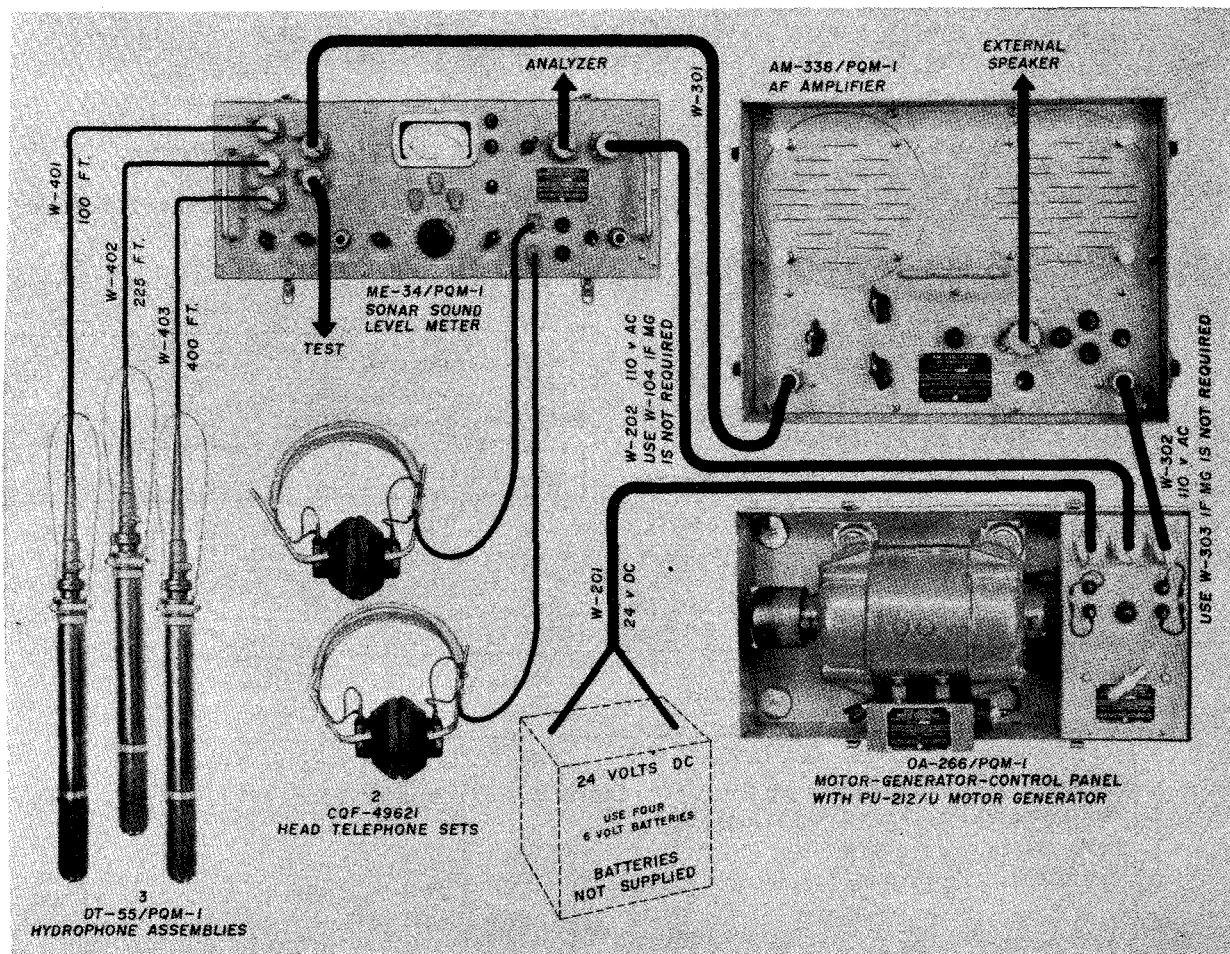 ANALYZER
EXTERNAL
SPEAKER
AM-338/PQM-1
AF AMPLIFIER
W-301
W-401
100 FT.
W-402
225 FT.
W-403
400 FT.
ME-34/PQM-1
SONAR SOUND
LEVEL METER
TEST
W-202 110 v AC
USE W-104 IF MG
IS NOT REQUIRED
W-302
110 v AC
USE W-303 IF MG IS NOT REQUIRED
W-201
24 v DC
24 VOLTS DC
USE FOUR
6 VOLT BATTERIES
BATTERIES
NOT SUPPLIED
OA-266/PQM-1
MOTOR-GENERATOR-CONTROL PANEL
WITH PU-212/U MOTOR GENERATOR
2
CQF-49621
HEAD TELEPHONE SETS
3
DT-55/PQM-1
HYDROPHONE ASSEMBLIES